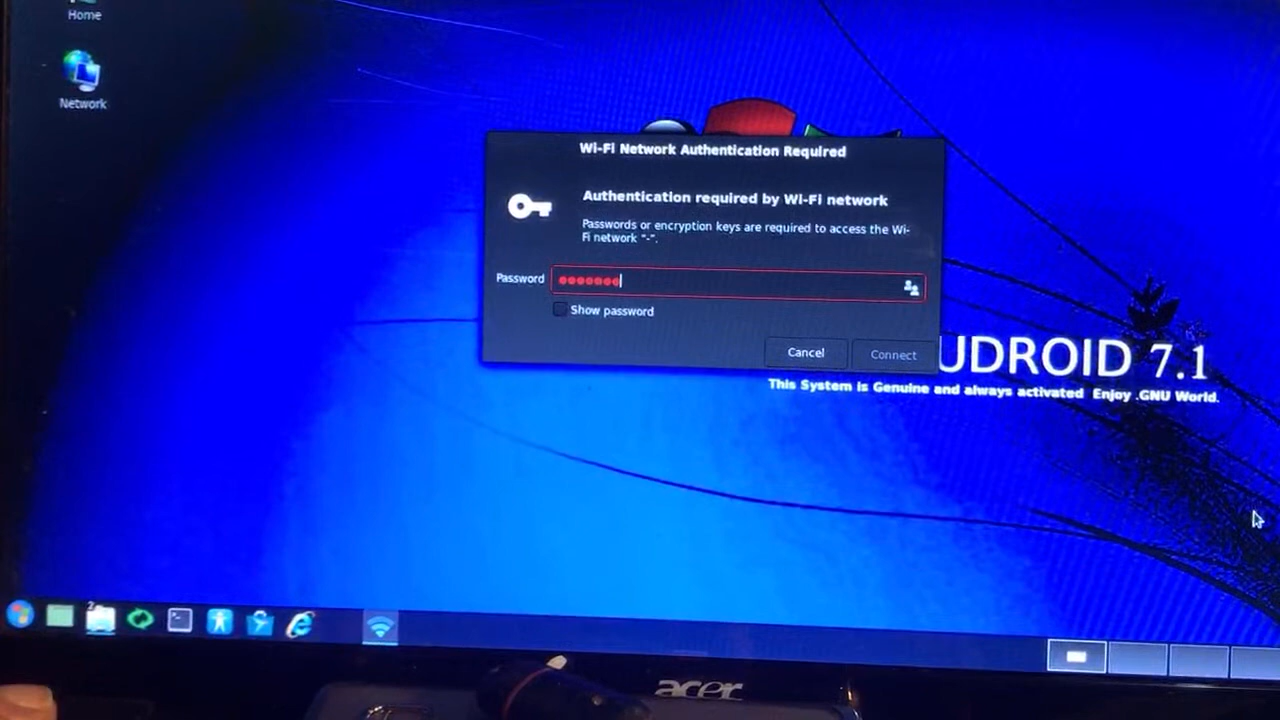 Home
Network
Wi-Fi Network Authentication Required
Authentication required by Wi-Fi network
Passwords or encryption keys are required to access the Wi-
Fi network "-".
Password
Show password
Cancel
Connect
UDROID 7.1
This System is Genuine and always activated Enjoy .GNU World.
2
acer